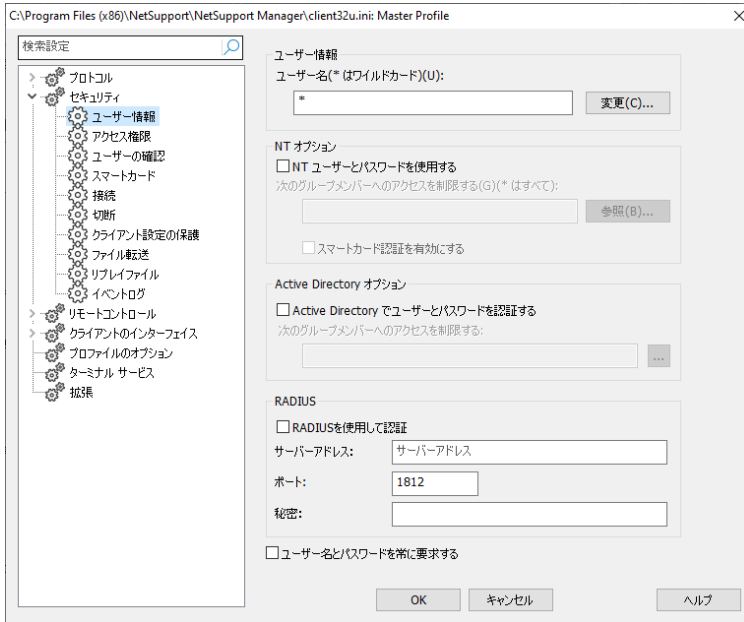 C:\Program Files (x86)\NetSupport\NetSupport Manager\client32u.ini: Master Profile
検索設定
プロトコル
セキュリティ
ユーザー情報
アクセス権限
ユーザーの確認
スマートカード
接続
切断
クライアント設定の保護
ファイル転送
リプレイファイル
イベントログ
リモートコントロール
クライアントのインターフェイス
プロファイルのオプション
ターミナル サービス
拡張
ユーザー情報
ユーザー名(* はワイルドカード)(U):
*
変更(C)...
NT オプション
NT ユーザーとパスワードを使用する
次のグループメンバーへのアクセスを制限する(G)(* はすべて):
参照(B)...
スマートカード認証を有効にする
Active Directory オプション
Active Directory でユーザーとパスワードを認証する
次のグループメンバーへのアクセスを制限する:
...
RADIUS
RADIUSを使用して認証
サーバーアドレス:
サーバーアドレス
ポート:
1812
秘密:
ユーザー名とパスワードを常に要求する
OK
キャンセル
ヘルプ